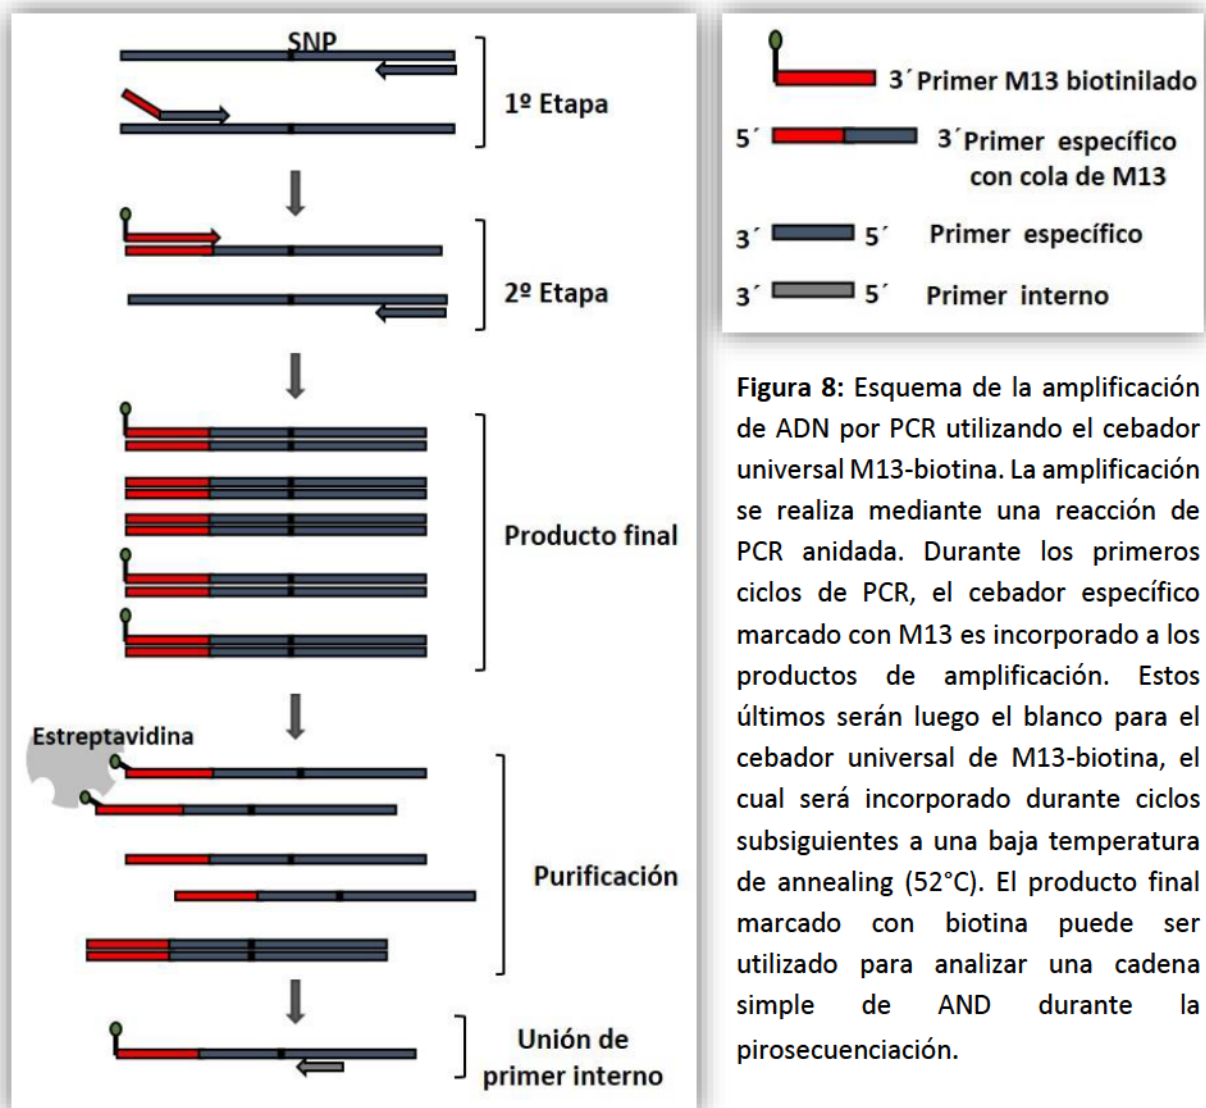 SNP
1º Etapa
2º Etapa
Producto final
Estreptavidina
Purificación
Unión de
primer interno
3´ Primer M13 biotinilado
5´ 3´ Primer específico
con cola de M13
3´ 5´ Primer específico
3´ 5´ Primer interno
Figura 8: Esquema de la amplificación
de ADN por PCR utilizando el cebador
universal M13-biotina. La amplificación
se realiza mediante una reacción de
PCR anidada. Durante los primeros
ciclos de PCR, el cebador específico
marcado con M13 es incorporado a los
productos de amplificación. Estos
últimos serán luego el blanco para el
cebador universal de M13-biotina, el
cual será incorporado durante ciclos
subsiguientes a una baja temperatura
de annealing (52°C). El producto final
marcado con biotina puede ser
utilizado para analizar una cadena
simple de AND durante la
pirosecuenciación.